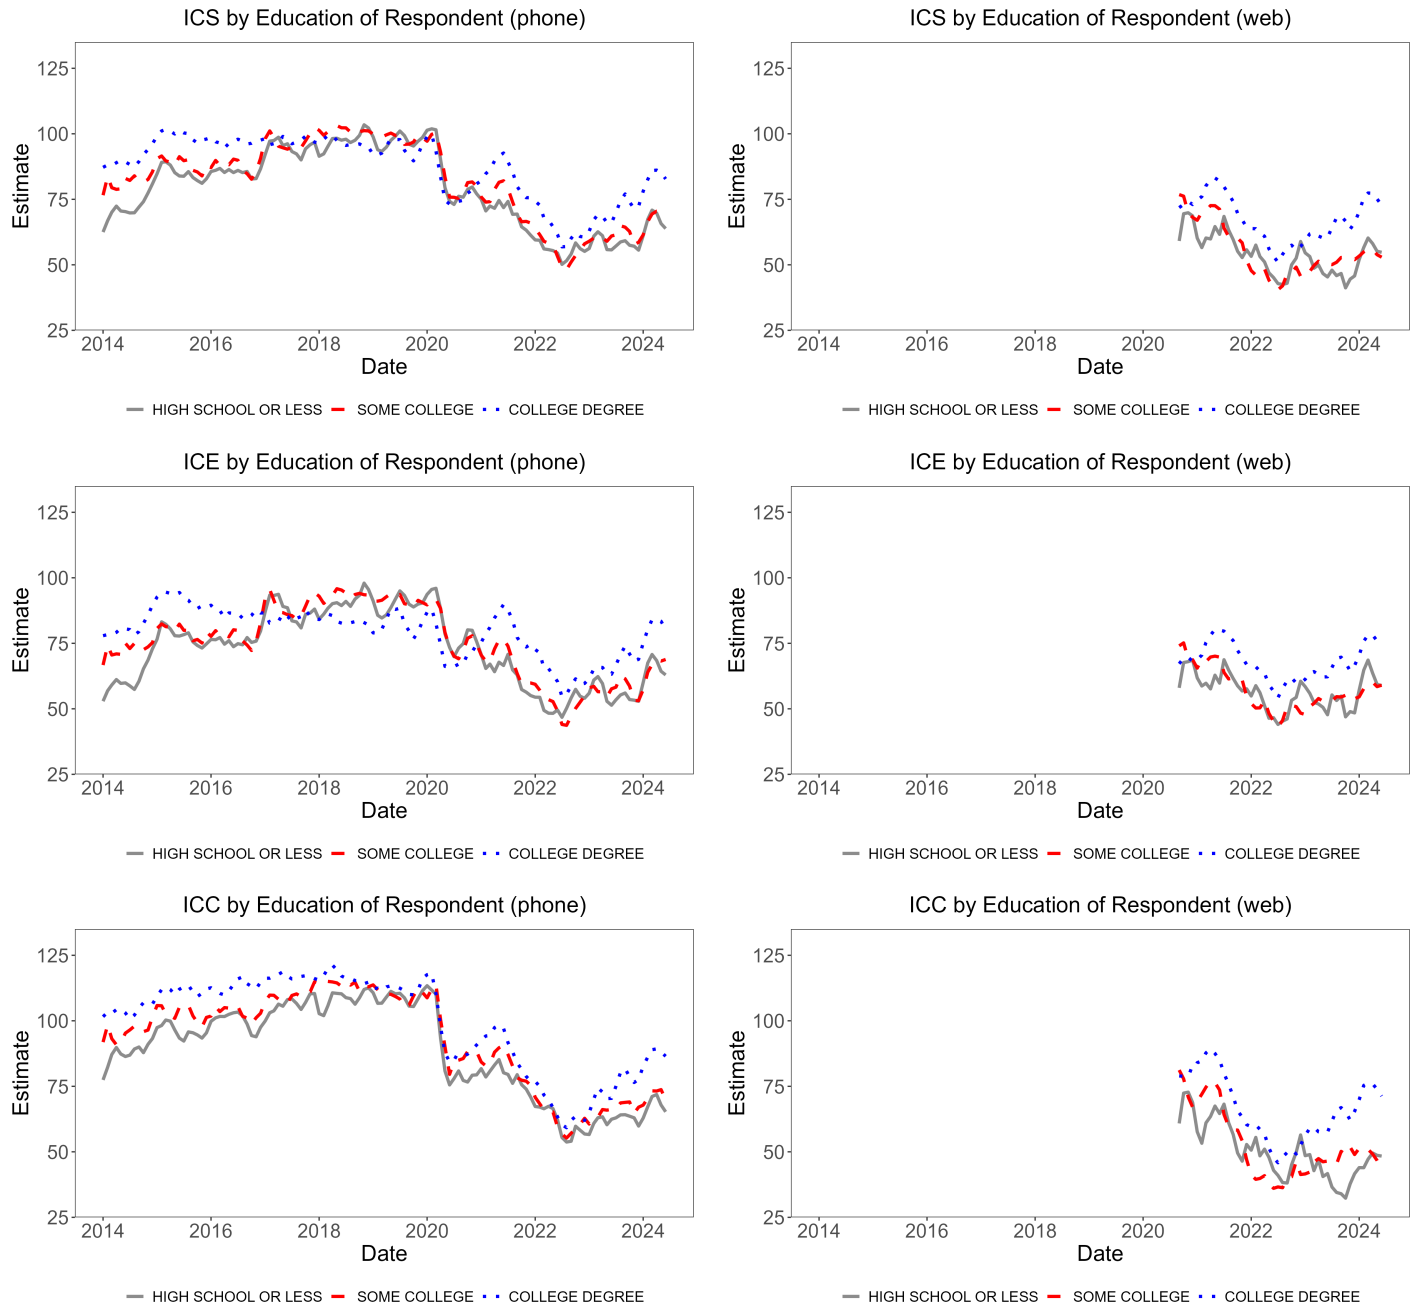 ICS by Education of Respondent (phone)
Estimate
125
100
75
50
25
2014 2016 2018 2020 2022 2024
Date
HIGH SCHOOL OR LESS SOME COLLEGE COLLEGE DEGREE
ICS by Education of Respondent (web)
Estimate
125
100
75
50
25
2014 2016 2018 2020 2022 2024
Date
HIGH SCHOOL OR LESS SOME COLLEGE COLLEGE DEGREE
ICE by Education of Respondent (phone)
Estimate
125
100
75
50
25
2014 2016 2018 2020 2022 2024
Date
HIGH SCHOOL OR LESS SOME COLLEGE COLLEGE DEGREE
ICE by Education of Respondent (web)
Estimate
125
100
75
50
25
2014 2016 2018 2020 2022 2024
Date
HIGH SCHOOL OR LESS SOME COLLEGE COLLEGE DEGREE
ICC by Education of Respondent (phone)
Estimate
125
100
75
50
25
2014 2016 2018 2020 2022 2024
Date
HIGH SCHOOL OR LESS SOME COLLEGE COLLEGE DEGREE
ICC by Education of Respondent (web)
Estimate
125
100
75
50
25
2014 2016 2018 2020 2022 2024
Date
HIGH SCHOOL OR LESS SOME COLLEGE COLLEGE DEGREE